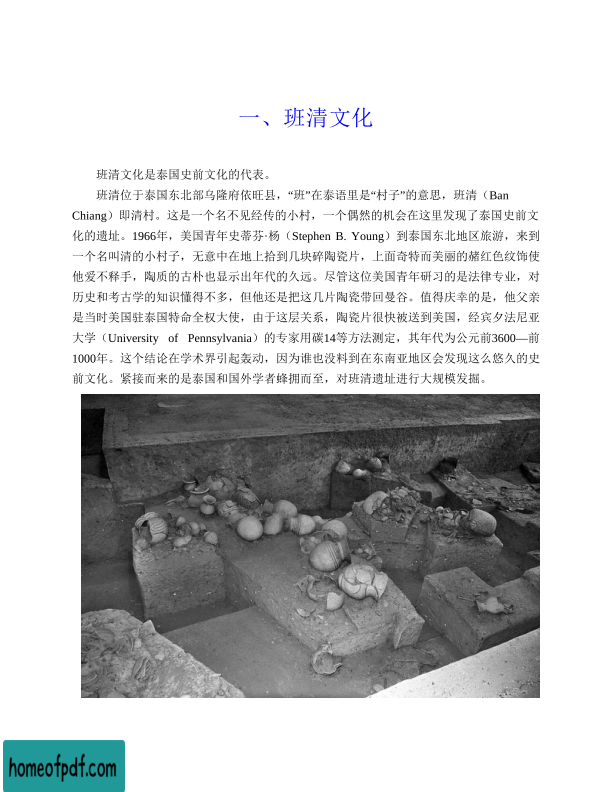 一、班清文化
班清文化是泰国史前文化的代表。
班清位于泰国东北部乌隆府依旺县，“班”在泰语里是“村子”的意思，班清（Ban
Chiang）即清村。这是一个名不见经传的小村，一个偶然的机会在这里发现了泰国史前文
化的遗址。1966年，美国青年史蒂芬·杨（Stephen B. Young）到泰国东北地区旅游，来到
一个名叫清的小村子，无意中在地上拾到几块碎陶瓷片，上面奇特而美丽的赭红色纹饰使
他爱不释手，陶质的古朴也显示出年代的久远。尽管这位美国青年研习的是法律专业，对
历史和考古学的知识懂得不多，但他还是把这几片陶瓷带回曼谷。值得庆幸的是，他父亲
是当时美国驻泰国特命全权大使，由于这层关系，陶瓷片很快被送到美国，经宾夕法尼亚
大学（University of Pennsylvania）的专家用碳14等方法测定，其年代为公元前3600—前
1000年。这个结论在学术界引起轰动，因为谁也没料到在东南亚地区会发现这么悠久的史
前文化。紧接而来的是泰国和国外学者蜂拥而至，对班清遗址进行大规模发掘。
homeofpdf.com